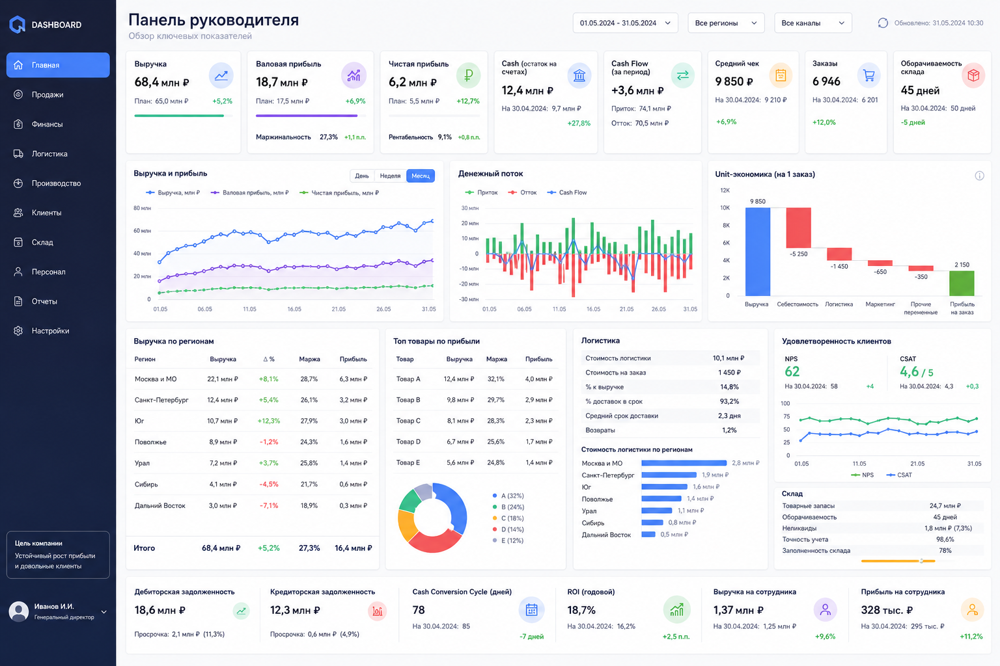 DASHBOARD
Главная
Продажи
Финансы
Логистика
Производство
Клиенты
Склад
Персонал
Отчеты
Настройки
Цель компании
Устойчивый рост прибыли
и довольные клиенты
Иванов И.И.
Генеральный директор
Панель руководителя
Обзор ключевых показателей
01.05.2024 - 31.05.2024
Все регионы
Все каналы
Обновлено: 31.05.2024 10:30
Выручка
68,4 млн ₽
План: 65,0 млн ₽ +5,2%
Валовая прибыль
18,7 млн ₽
План: 17,5 млн ₽ +6,9%
Маржинальность 27,3% +1,1 п.п.
Чистая прибыль
6,2 млн ₽
План: 5,5 млн ₽ +12,7%
Рентабельность 9,1% +0,8 п.п.
Cash (остаток на
счетах)
12,4 млн ₽
На 30.04.2024: 9,7 млн ₽
+27,8%
Cash Flow
(за период)
+3,6 млн ₽
Приток: 74,1 млн ₽
Отток: 70,5 млн ₽
Средний чек
9 850 ₽
На 30.04.2024: 9 210 ₽
+6,9%
Заказы
6 946
На 30.04.2024: 6 201
+12,0%
Оборачиваемость
склада
45 дней
На 30.04.2024: 50 дней
-5 дней
Выручка и прибыль
День Неделя Месяц
Выручка, млн ₽ Валовая прибыль, млн ₽ Чистая прибыль, млн ₽
80 млн
60 млн
40 млн
20 млн
0
01.05 06.05 11.05 16.05 21.05 26.05 31.05
Денежный поток
Приток Отток Cash Flow
30 млн
20 млн
10 млн
0
-10 млн
-20 млн
-30 млн
01.05 06.05 11.05 16.05 21.05 26.05 31.05
Unit-экономика (на 1 заказ)
12K
10K
8K
6K
4K
2K
0
9 850
-5 250
-1 450
-650
-350
2 150
Выручка Себестоимость Логистика Маркетинг Прочие переменные Прибыль на заказ
Выручка по регионам
Регион Выручка Δ % Маржа Прибыль
Москва и МО 22,1 млн ₽ +8,1% 28,7% 6,3 млн ₽
Санкт-Петербург 12,4 млн ₽ +5,4% 26,1% 3,2 млн ₽
Юг 10,7 млн ₽ +12,3% 27,9% 3,0 млн ₽
Поволжье 8,9 млн ₽ -1,2% 24,3% 1,6 млн ₽
Урал 7,2 млн ₽ +3,7% 25,8% 1,4 млн ₽
Сибирь 4,1 млн ₽ -4,5% 21,7% 0,6 млн ₽
Дальний Восток 3,0 млн ₽ -7,1% 18,9% 0,3 млн ₽
Итого 68,4 млн ₽ +5,2% 27,3% 16,4 млн ₽
Топ товары по прибыли
Товар Выручка Маржа Прибыль
Товар A 12,4 млн ₽ 32,1% 4,0 млн ₽
Товар B 9,8 млн ₽ 29,7% 2,9 млн ₽
Товар C 8,1 млн ₽ 28,3% 2,3 млн ₽
Товар D 6,7 млн ₽ 25,6% 1,7 млн ₽
Товар E 5,6 млн ₽ 24,8% 1,4 млн ₽
A (32%)
B (24%)
C (18%)
D (14%)
E (12%)
Логистика
Стоимость логистики 10,1 млн ₽
Стоимость на заказ 1 450 ₽
% к выручке 14,8%
% доставок в срок 93,2%
Средний срок доставки 2,3 дня
Возвраты 1,2%
Стоимость логистики по регионам
Москва и МО 2,8 млн ₽
Санкт-Петербург 1,9 млн ₽
Юг 1,6 млн ₽
Поволжье 1,4 млн ₽
Урал 1,1 млн ₽
Сибирь 0,8 млн ₽
Дальний Восток 0,5 млн ₽
Удовлетворенность клиентов
NPS
62
На 30.04.2024: 58 +4
CSAT
4,6 / 5
На 30.04.2024: 4,3 +0,3
100
75
50
25
0
01.05 11.05 21.05 31.05
NPS CSAT
Склад
Товарные запасы 24,7 млн ₽
Оборачиваемость 45 дней
Неликвиды 1,8 млн ₽ (7,3%)
Точность учета 98,6%
Заполненность склада 78%
Дебиторская задолженность
18,6 млн ₽
Просрочка: 2,1 млн ₽ (11,3%)
Кредиторская задолженность
12,3 млн ₽
Просрочка: 0,6 млн ₽ (4,9%)
Cash Conversion Cycle (дней)
78
На 30.04.2024: 85
-7 дней
ROI (годовой)
18,7%
На 30.04.2024: 16,2%
+2,5 п.п.
Выручка на сотрудника
1,37 млн ₽
На 30.04.2024: 1,25 млн ₽
+9,6%
Прибыль на сотрудника
328 тыс. ₽
На 30.04.2024: 295 тыс. ₽
+11,2%